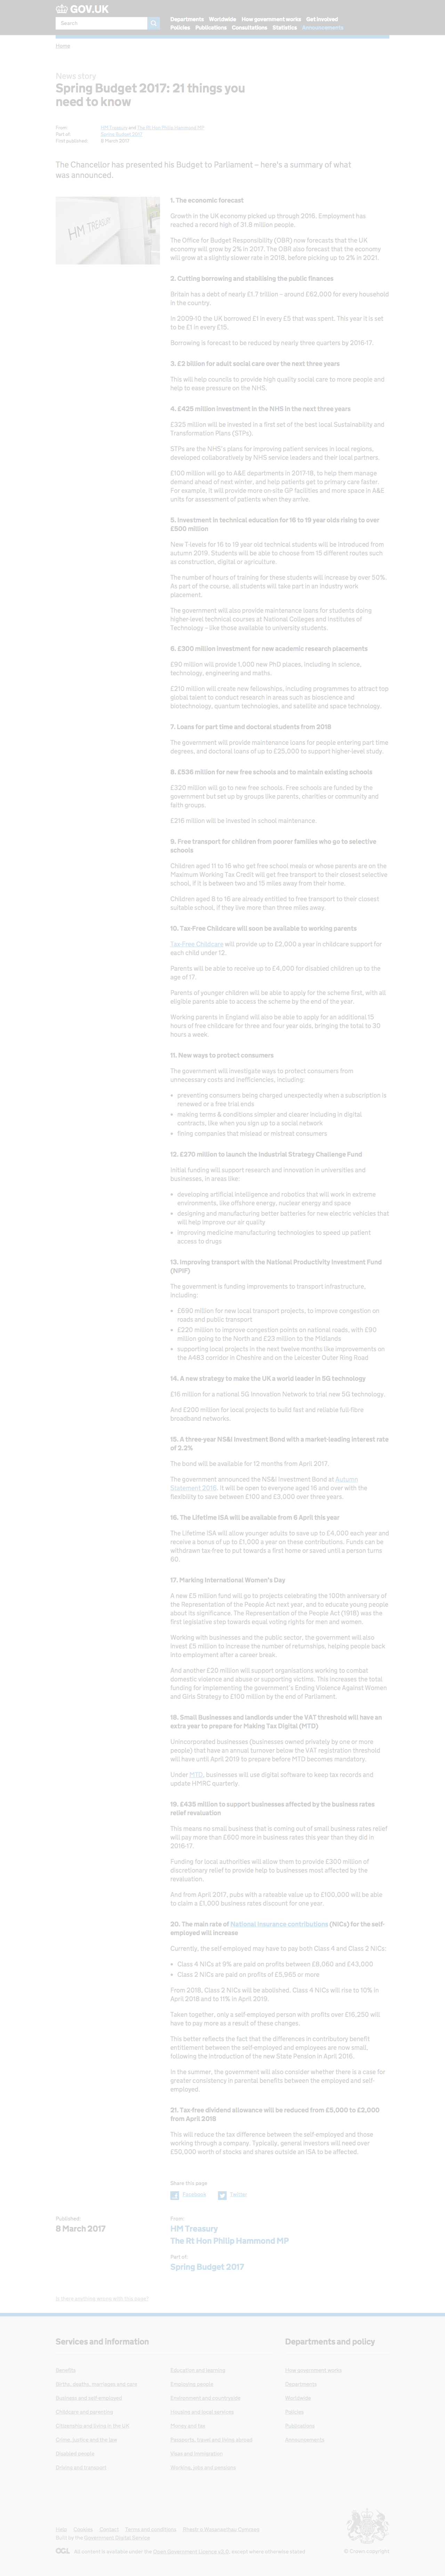 GOV.UK
Search
Departments Worldwide How government works Get involved
Policies Publications Consultations Statistics Announcements
Home
News story
Spring Budget 2017: 21 things you
need to know
From: HM Treasury and The Rt Hon Philip Hammond MP
Part of: Spring Budget 2017
First published: 8 March 2017
The Chancellor has presented his Budget to Parliament – here's a summary of what
was announced.
HM TREASURY
1. The economic forecast
Growth in the UK economy picked up through 2016. Employment has
reached a record high of 31.8 million people.
The Office for Budget Responsibility (OBR) now forecasts that the UK
economy will grow by 2% in 2017. The OBR also forecast that the economy
will grow at a slightly slower rate in 2018, before picking up to 2% in 2021.
2. Cutting borrowing and stabilising the public finances
Britain has a debt of nearly £1.7 trillion – around £62,000 for every household
in the country.
In 2009-10 the UK borrowed £1 in every £5 that was spent. This year it is set
to be £1 in every £15.
Borrowing is forecast to be reduced by nearly three quarters by 2016-17.
3. £2 billion for adult social care over the next three years
This will help councils to provide high quality social care to more people and
help to ease pressure on the NHS.
4. £425 million investment in the NHS in the next three years
£325 million will be invested in a first set of the best local Sustainability and
Transformation Plans (STPs).
STPs are the NHS's plans for improving patient services in local regions,
developed collaboratively by NHS service leaders and their local partners.
£100 million will go to A&E departments in 2017-18, to help them manage
demand ahead of next winter, and help patients get to primary care faster.
For example, it will provide more on-site GP facilities and more space in A&E
units for assessment of patients when they arrive.
5. Investment in technical education for 16 to 19 year olds rising to over
£500 million
New T-levels for 16 to 19 year old technical students will be introduced from
autumn 2019. Students will be able to choose from 15 different routes such
as construction, digital or agriculture.
The number of hours of training for these students will increase by over 50%.
As part of the course, all students will take part in an industry work
placement.
The government will also provide maintenance loans for students doing
higher-level technical courses at National Colleges and Institutes of
Technology – like those available to university students.
6. £300 million investment for new academic research placements
£90 million will provide 1,000 new PhD places, including in science,
technology, engineering and maths.
£210 million will create new fellowships, including programmes to attract top
global talent to conduct research in areas such as bioscience and
biotechnology, quantum technologies, and satellite and space technology.
7. Loans for part time and doctoral students from 2018
The government will provide maintenance loans for people entering part time
degrees, and doctoral loans of up to £25,000 to support higher-level study.
8. £536 million for new free schools and to maintain existing schools
£320 million will go to new free schools. Free schools are funded by the
government but set up by groups like parents, charities or community and
faith groups.
£216 million will be invested in school maintenance.
9. Free transport for children from poorer families who go to selective
schools
Children aged 11 to 16 who get free school meals or whose parents are on the
Maximum Working Tax Credit will get free transport to their closest selective
school, if it is between two and 15 miles away from their home.
Children aged 8 to 16 are already entitled to free transport to their closest
suitable school, if they live more than three miles away.
10. Tax-Free Childcare will soon be available to working parents
Tax-Free Childcare will provide up to £2,000 a year in childcare support for
each child under 12.
Parents will be able to receive up to £4,000 for disabled children up to the
age of 17.
Parents of younger children will be able to apply for the scheme first, with all
eligible parents able to access the scheme by the end of the year.
Working parents in England will also be able to apply for an additional 15
hours of free childcare for three and four year olds, bringing the total to 30
hours a week.
11. New ways to protect consumers
The government will investigate ways to protect consumers from
unnecessary costs and inefficiencies, including:
• preventing consumers being charged unexpectedly when a subscription is
renewed or a free trial ends
• making terms & conditions simpler and clearer including in digital
contracts, like when you sign up to a social network
• fining companies that mislead or mistreat consumers
12. £270 million to launch the Industrial Strategy Challenge Fund
Initial funding will support research and innovation in universities and
businesses, in areas like:
• developing artificial intelligence and robotics that will work in extreme
environments, like offshore energy, nuclear energy and space
• designing and manufacturing better batteries for new electric vehicles that
will help improve our air quality
• improving medicine manufacturing technologies to speed up patient
access to drugs
13. Improving transport with the National Productivity Investment Fund
(NPIF)
The government is funding improvements to transport infrastructure,
including:
• £690 million for new local transport projects, to improve congestion on
roads and public transport
• £220 million to improve congestion points on national roads, with £90
million going to the North and £23 million to the Midlands
• supporting local projects in the next twelve months like improvements on
the A483 corridor in Cheshire and on the Leicester Outer Ring Road
14. A new strategy to make the UK a world leader in 5G technology
£16 million for a national 5G Innovation Network to trial new 5G technology.
And £200 million for local projects to build fast and reliable full-fibre
broadband networks.
15. A three-year NS&I Investment Bond with a market-leading interest rate
of 2.2%
The bond will be available for 12 months from April 2017.
The government announced the NS&I Investment Bond at Autumn
Statement 2016. It will be open to everyone aged 16 and over with the
flexibility to save between £100 and £3,000 over three years.
16. The Lifetime ISA will be available from 6 April this year
The Lifetime ISA will allow younger adults to save up to £4,000 each year and
receive a bonus of up to £1,000 a year on these contributions. Funds can be
withdrawn tax-free to put towards a first home or saved until a person turns
60.
17. Marking International Women's Day
A new £5 million fund will go to projects celebrating the 100th anniversary of
the Representation of the People Act next year, and to educate young people
about its significance. The Representation of the People Act (1918) was the
first step towards equal voting rights for men and women.
Working with businesses and the public sector, the government will also
invest £5 million to increase the number of returnships, helping people back
into employment after a career break.
And another £20 million will support organisations working to combat
domestic violence and abuse or supporting victims. This increases the total
funding for implementing the government's Ending Violence Against Women
and Girls Strategy to £100 million by the end of Parliament.
18. Small Businesses and landlords under the VAT threshold will have an
extra year to prepare for Making Tax Digital (MTD)
Unincorporated businesses (businesses owned privately by one or more
people) that have an annual turnover below the VAT registration threshold
will have until April 2019 to prepare before MTD becomes mandatory.
Under MTD, businesses will use digital software to keep tax records and
update HMRC quarterly.
19. £435 million to support businesses affected by the business rates
relief revaluation
This means no small business that is coming out of small business rates relief
will pay more than £600 more in business rates this year than they did in
2016-17.
Funding for local authorities will allow them to provide £300 million of
discretionary relief to provide help to businesses most affected by the
revaluation.
And from April 2017, pubs with a rateable value up to £100,000 will be able
to claim a £1,000 business rates discount for one year.
20. The main rate of National Insurance contributions (NICs) for the self-
employed will increase
Currently, the self-employed may have to pay both Class 4 and Class 2 NICs:
• Class 4 NICs at 9% are paid on profits between £8,060 and £43,000
• Class 2 NICs are paid on profits of £5,965 or more
From 2018, Class 2 NICs will be abolished. Class 4 NICs will rise to 10% in
April 2018 and to 11% in April 2019.
Taken together, only a self-employed person with profits over £16,250 will
have to pay more as a result of these changes.
This better reflects the fact that the differences in contributory benefit
entitlement between the self-employed and employees are now small,
following the introduction of the new State Pension in April 2016.
In the summer, the government will also consider whether there is a case for
greater consistency in parental benefits between the employed and self-
employed.
21. Tax-free dividend allowance will be reduced from £5,000 to £2,000
from April 2018
This will reduce the tax difference between the self-employed and those
working through a company. Typically, general investors will need over
£50,000 worth of stocks and shares outside an ISA to be affected.
Share this page
Facebook Twitter
Published:
8 March 2017
From:
HM Treasury
The Rt Hon Philip Hammond MP
Part of:
Spring Budget 2017
Is there anything wrong with this page?
Services and information
Benefits
Births, deaths, marriages and care
Business and self-employed
Childcare and parenting
Citizenship and living in the UK
Crime, justice and the law
Disabled people
Driving and transport
Education and learning
Employing people
Environment and countryside
Housing and local services
Money and tax
Passports, travel and living abroad
Visas and immigration
Working, jobs and pensions
Departments and policy
How government works
Departments
Worldwide
Policies
Publications
Announcements
Help Cookies Contact Terms and conditions Rhestr o Wasanaethau Cymraeg
Built by the Government Digital Service
OGL All content is available under the Open Government Licence v3.0, except where otherwise stated
© Crown copyright